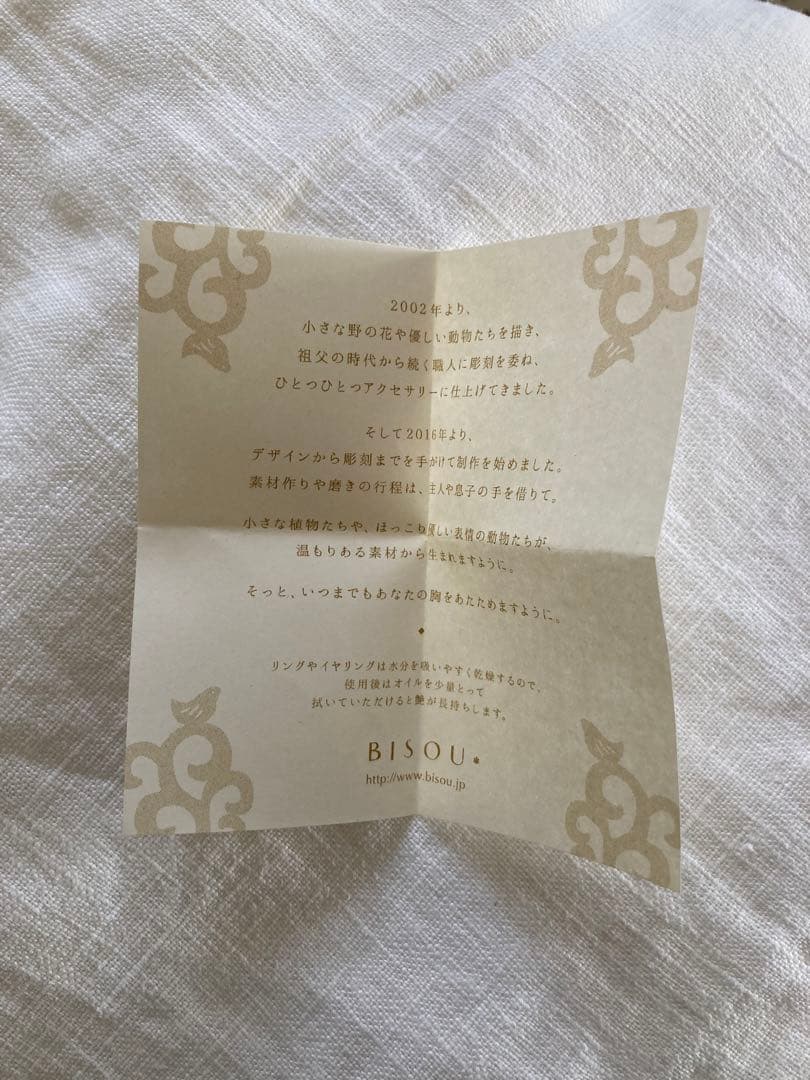 2002年より、
小さな野の花や優しい動物たちを描き、
祖父の時代から続く職人に彫刻を委ね、
ひとつひとつアクセサリーに仕上げてきました。
そして2016年より、
デザインから彫刻までを手がけて制作を始めました。
素材作りや磨きの行程は、主人や息子の手を借りて。
小さな植物たちや、ほっこり優しい表情の動物たちが、
温もりある素材から生まれますように。
そっと、いつまでもあなたの胸をあたためますように。
リングやイヤリングは水分を吸いやすく乾燥するので、
使用後はオイルを少量とって
拭いていただけると艶が長持ちします。
BISOU
http://www.bisou.jp